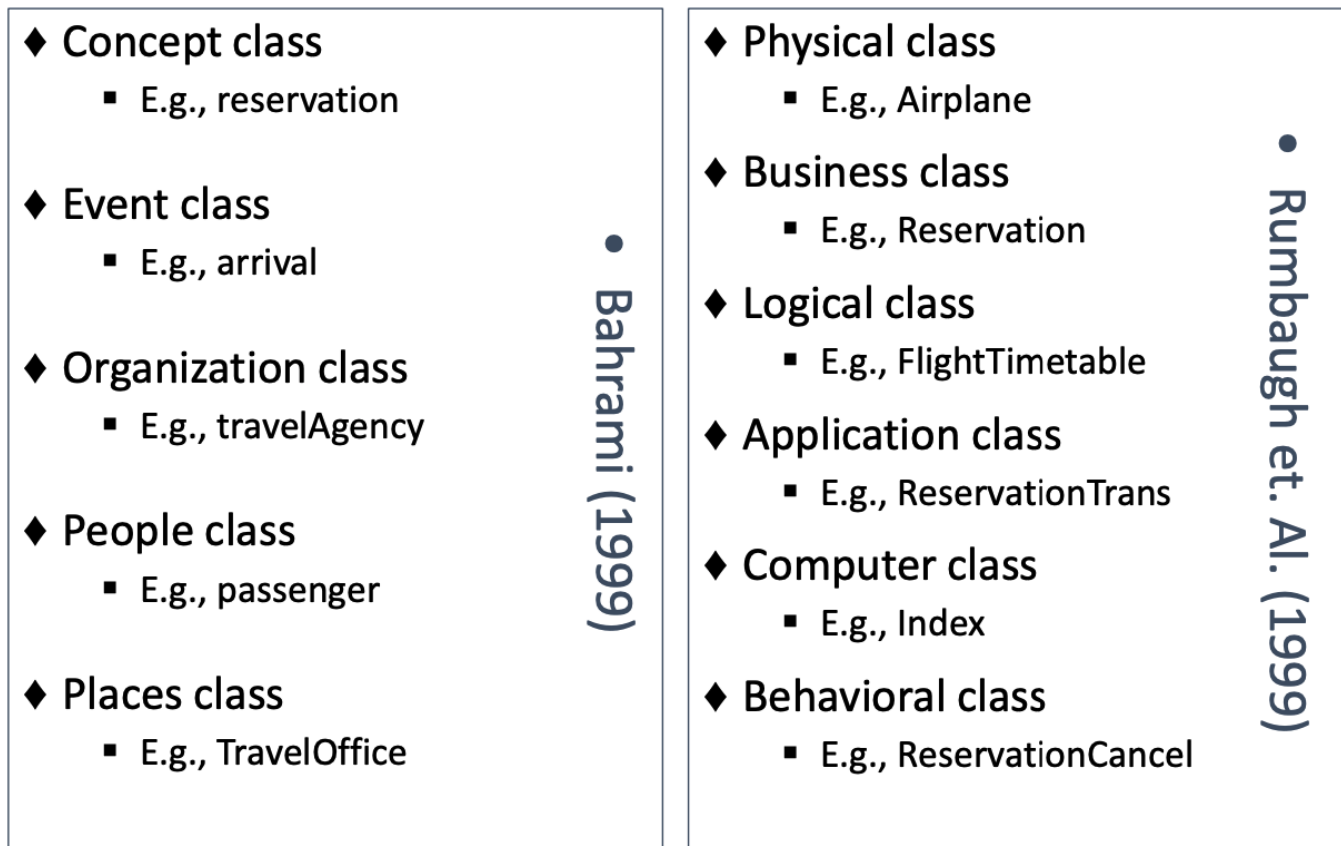 ♦ Concept class
▪ E.g., reservation
♦ Event class
▪ E.g., arrival
♦ Organization class
▪ E.g., travelAgency
♦ People class
▪ E.g., passenger
♦ Places class
▪ E.g., TravelOffice
• Bahrami (1999)
♦ Physical class
▪ E.g., Airplane
♦ Business class
▪ E.g., Reservation
♦ Logical class
▪ E.g., FlightTimetable
♦ Application class
▪ E.g., ReservationTrans
♦ Computer class
▪ E.g., Index
♦ Behavioral class
▪ E.g., ReservationCancel
• Rumbaugh et. Al. (1999)